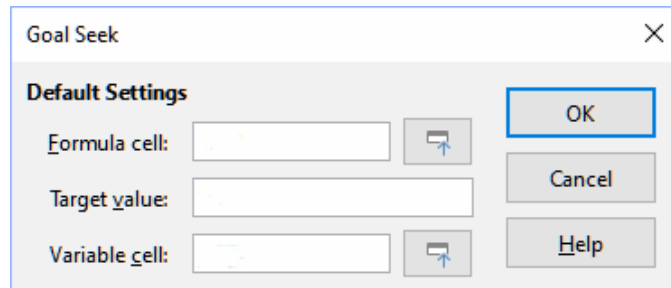 Goal Seek
Default Settings
Formula cell:
Target value:
Variable cell:
OK
Cancel
Help